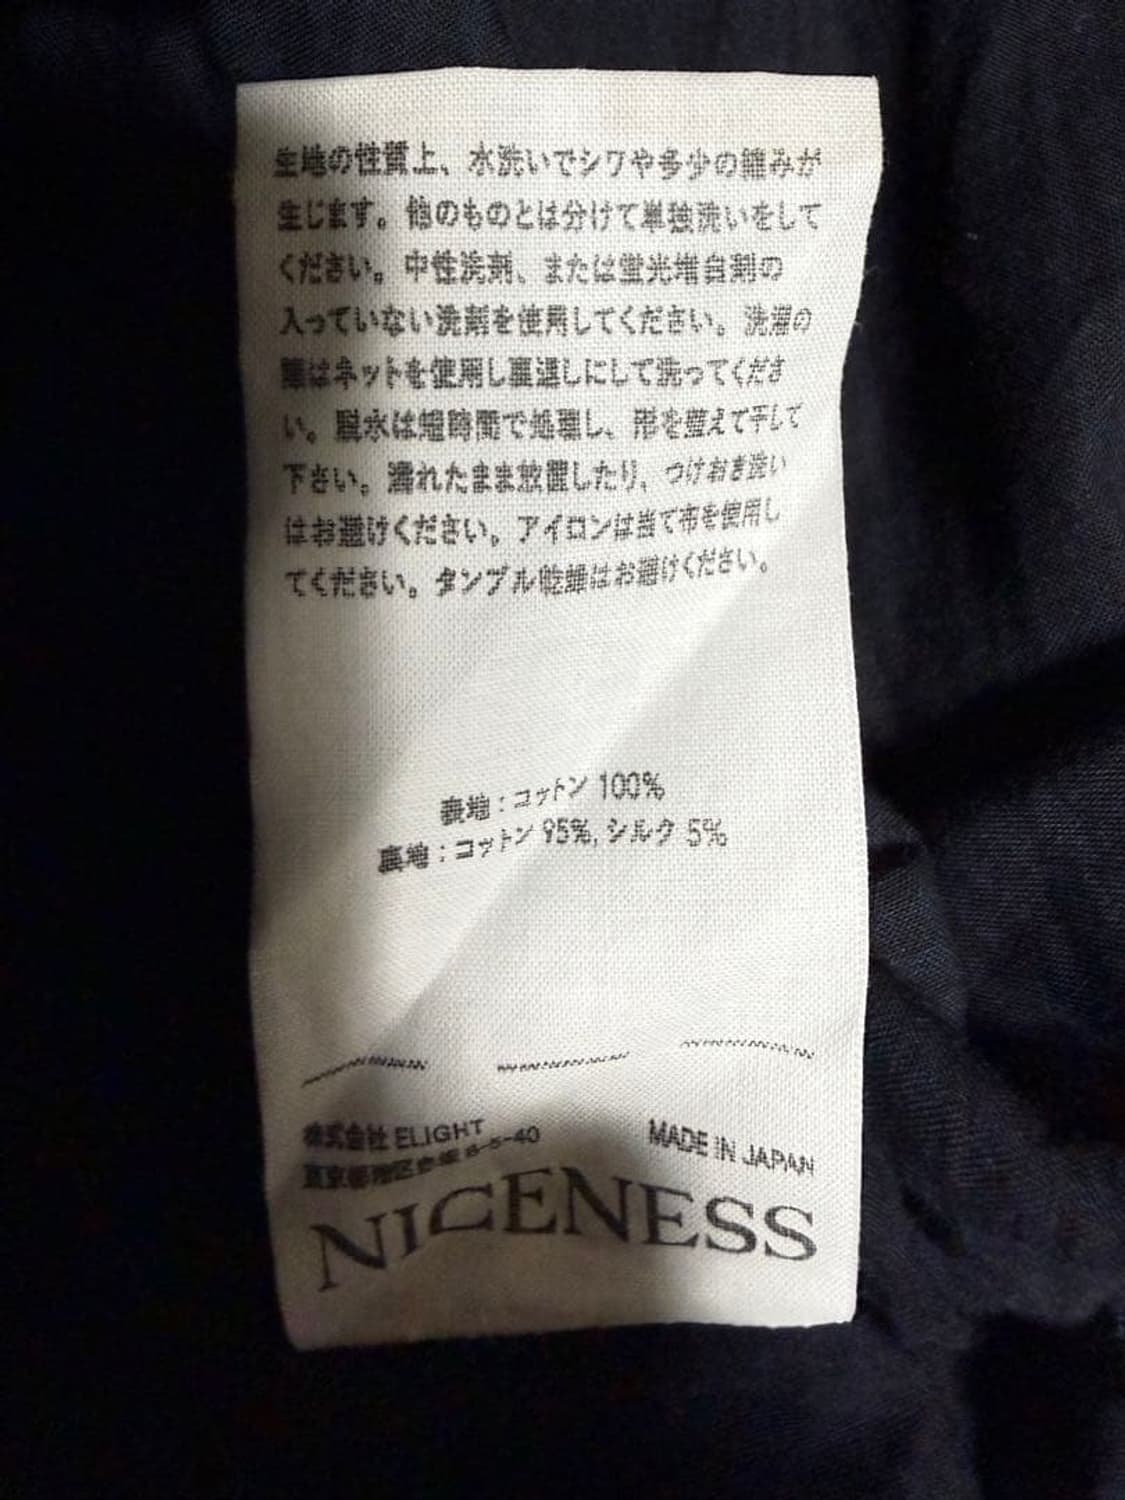 生地の性質上、水洗いでシワや多少の縮みが
生じます。他のものとは分けて単独洗いをして
ください。中性洗剤、または蛍光増白剤の
入っていない洗剤を使用してください。洗濯の
際はネットを使用し裏返しにして洗ってくださ
い。脱水は短時間で処理し、形を整えて干して
下さい。濡れたまま放置したり、つけおき洗い
はお避けください。アイロンは当て布を使用し
てください。タンブル乾燥はお避けください。
表地：コットン 100%
裏地：コットン 95%, シルク 5%
株式会社 ELIGHT
東京都港区赤坂 8-5-40
MADE IN JAPAN
NICENESS